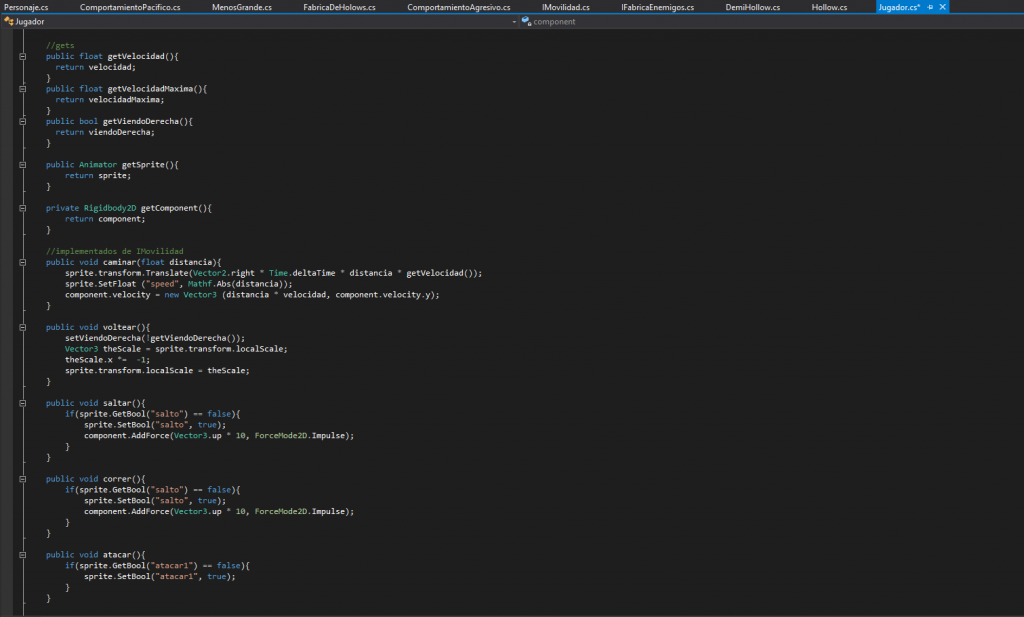 Personaje.cs ComportamientoPacifico.cs MenosGrande.cs FabricaDeHolows.cs ComportamientoAgresivo.cs IMovilidad.cs IFabricaEnemigos.cs DemiHollow.cs Hollow.cs Jugador.cs*
Jugador component
//gets
public float getVelocidad(){
return velocidad;
}
public float getVelocidadMaxima(){
return velocidadMaxima;
}
public bool getViendoDerecha(){
return viendoDerecha;
}
public Animator getSprite(){
return sprite;
}
private Rigidbody2D getComponent(){
return component;
}
//implementados de IMovilidad
public void caminar(float distancia){
sprite.transform.Translate(Vector2.right * Time.deltaTime * distancia * getVelocidad());
sprite.SetFloat ("speed", Mathf.Abs(distancia));
component.velocity = new Vector3 (distancia * velocidad, component.velocity.y);
}
public void voltear(){
setViendoDerecha(!getViendoDerecha());
Vector3 theScale = sprite.transform.localScale;
theScale.x *= -1;
sprite.transform.localScale = theScale;
}
public void saltar(){
if(sprite.GetBool("salto") == false){
sprite.SetBool("salto", true);
component.AddForce(Vector3.up * 10, ForceMode2D.Impulse);
}
}
public void correr(){
if(sprite.GetBool("salto") == false){
sprite.SetBool("salto", true);
component.AddForce(Vector3.up * 10, ForceMode2D.Impulse);
}
}
public void atacar(){
if(sprite.GetBool("atacar1") == false){
sprite.SetBool("atacar1", true);
}
}